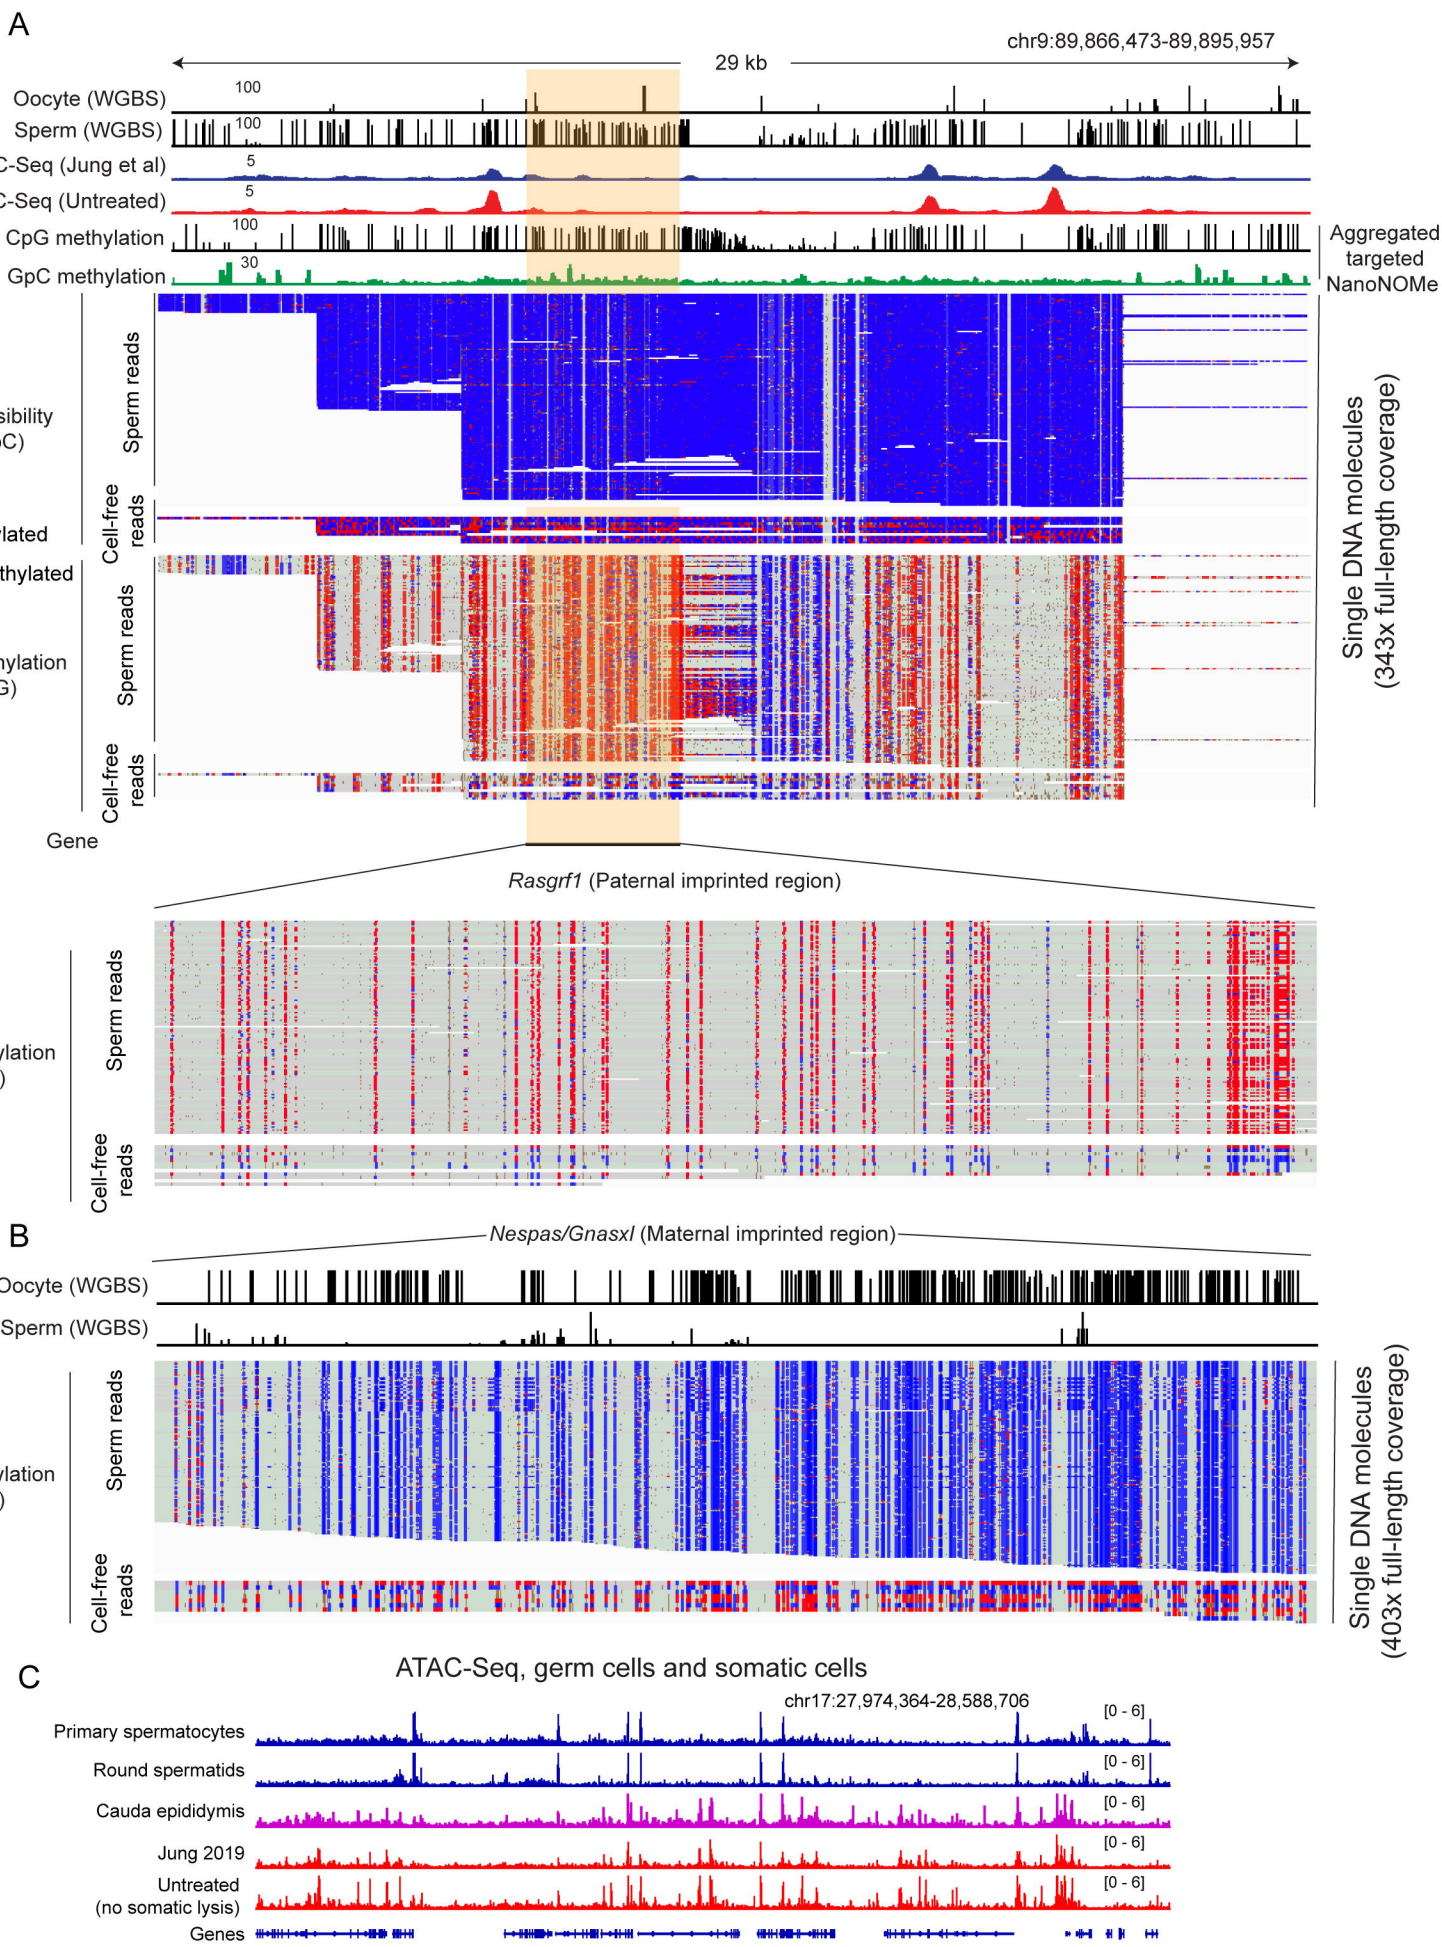 A
chr9:89,866,473-89,895,957
29 kb
Oocyte (WGBS)
100
Sperm (WGBS)
100
C-Seq (Jung et al)
5
C-Seq (Untreated)
5
CpG methylation
100
GpC methylation
30
Aggregated
targeted
NanoNOMe
Sperm reads
sibility
C)
Cell-free
reads
ylated
thylated
Sperm reads
nylation
G)
Cell-free
reads
Single DNA molecules
(343x full-length coverage)
Gene
Rasgrf1 (Paternal imprinted region)
Sperm reads
ylation
)
Cell-free
reads
B
Nespas/Gnasxl (Maternal imprinted region)
Oocyte (WGBS)
Sperm (WGBS)
Sperm reads
ylation
)
Cell-free
reads
Single DNA molecules
(403x full-length coverage)
C
ATAC-Seq, germ cells and somatic cells
chr17:27,974,364-28,588,706
Primary spermatocytes
[0 - 6]
Round spermatids
[0 - 6]
Cauda epididymis
[0 - 6]
Jung 2019
[0 - 6]
Untreated
(no somatic lysis)
[0 - 6]
Genes